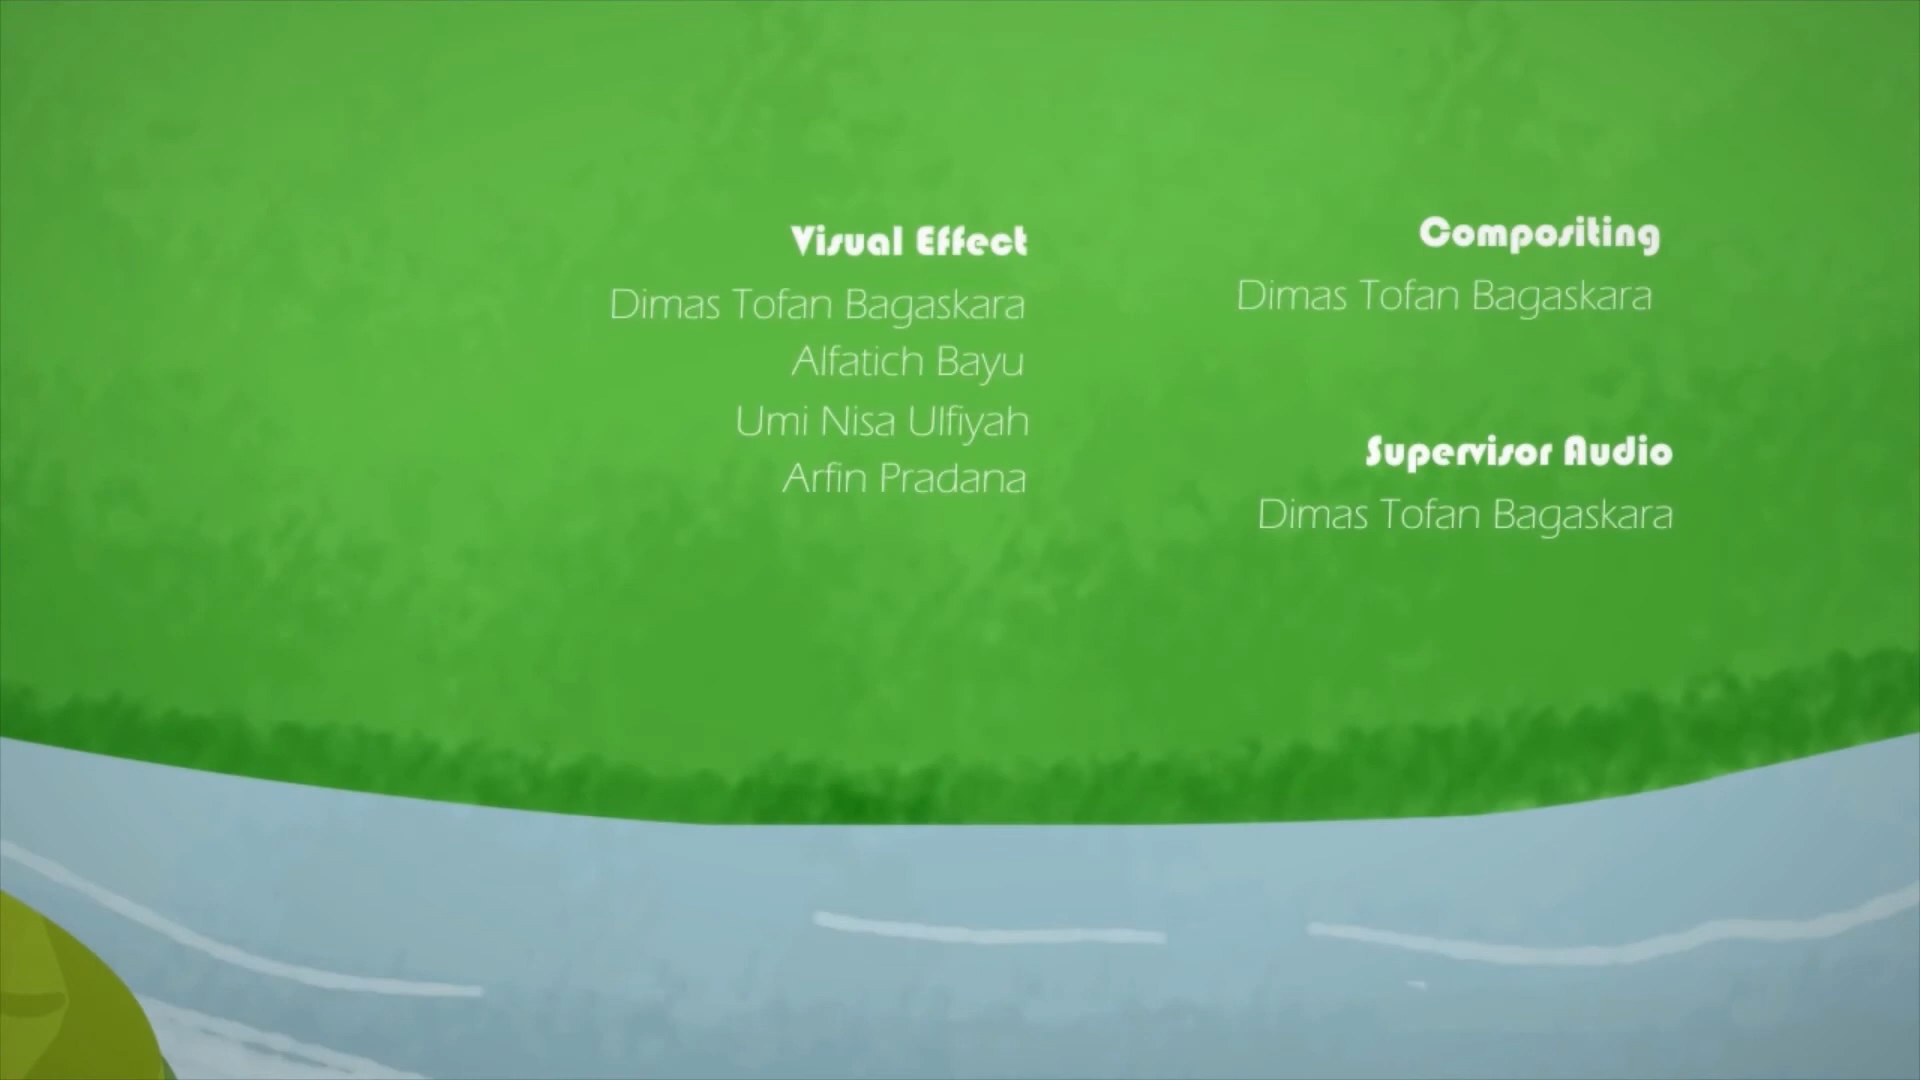 Visual Effect
Dimas Tofan Bagaskara
Alfatich Bayu
Umi Nisa Ulfiyah
Arfin Pradana
Compositing
Dimas Tofan Bagaskara
Supervisor Audio
Dimas Tofan Bagaskara